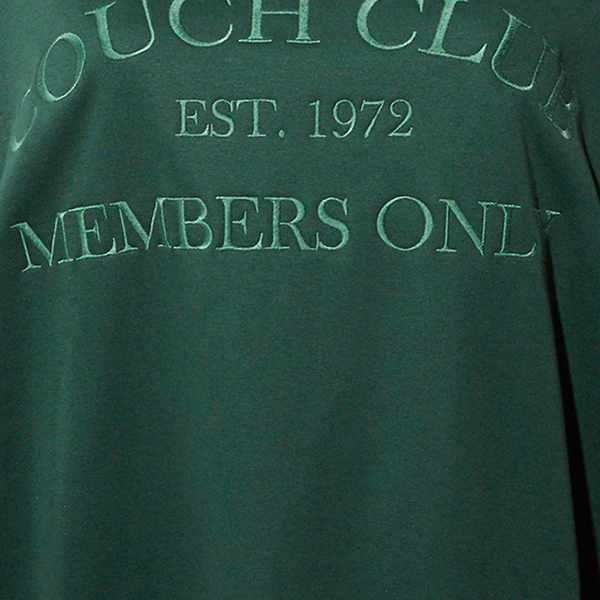 COUCH CLUB
EST. 1972
MEMBERS ONLY